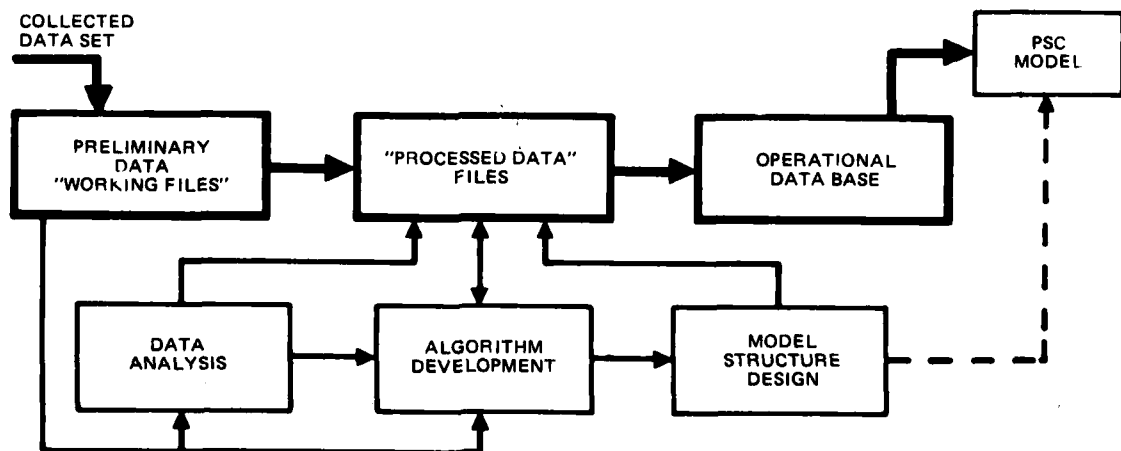 COLLECTED
DATA SET
PSC
MODEL
PRELIMINARY
DATA
"WORKING FILES"
"PROCESSED DATA"
FILES
OPERATIONAL
DATA BASE
DATA
ANALYSIS
ALGORITHM
DEVELOPMENT
MODEL
STRUCTURE
DESIGN